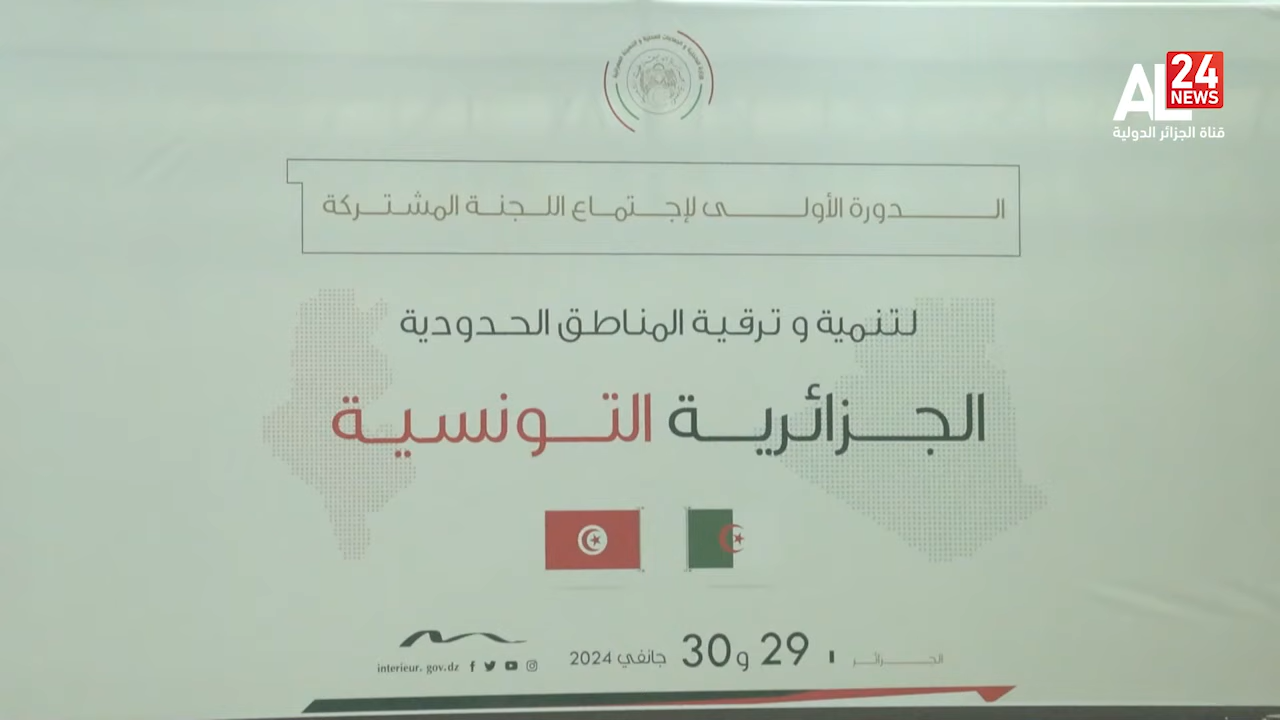 AL 24 NEWS
قناة الجزائر الدولية
الدورة الأولى لإجتماع اللجنة المشتركة
لتنمية و ترقية المناطق الحدودية
الجزائرية التونسية
الجزائر 29 و 30 جانفي 2024
interieur. gov.dz